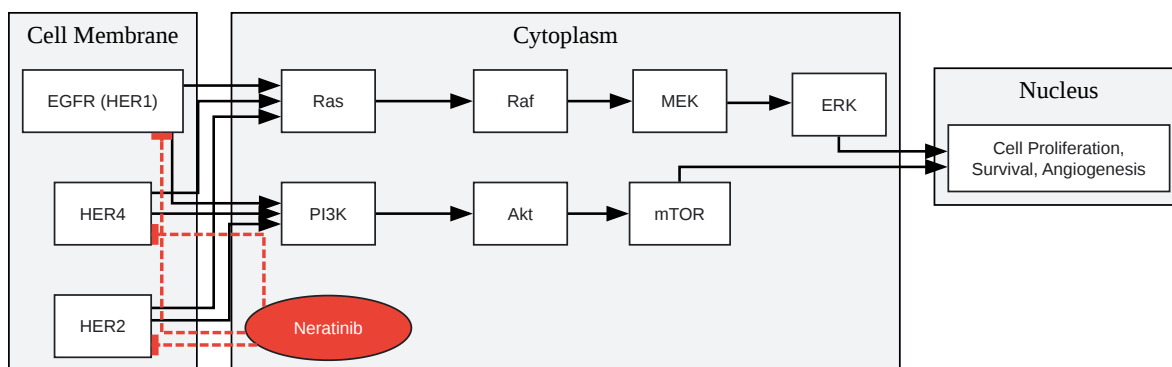 Cell Membrane
Cytoplasm
Nucleus
EGFR (HER1)
Ras
Raf
MEK
ERK
Cell Proliferation,
Survival, Angiogenesis
HER4
PI3K
Akt
mTOR
HER2
Neratinib